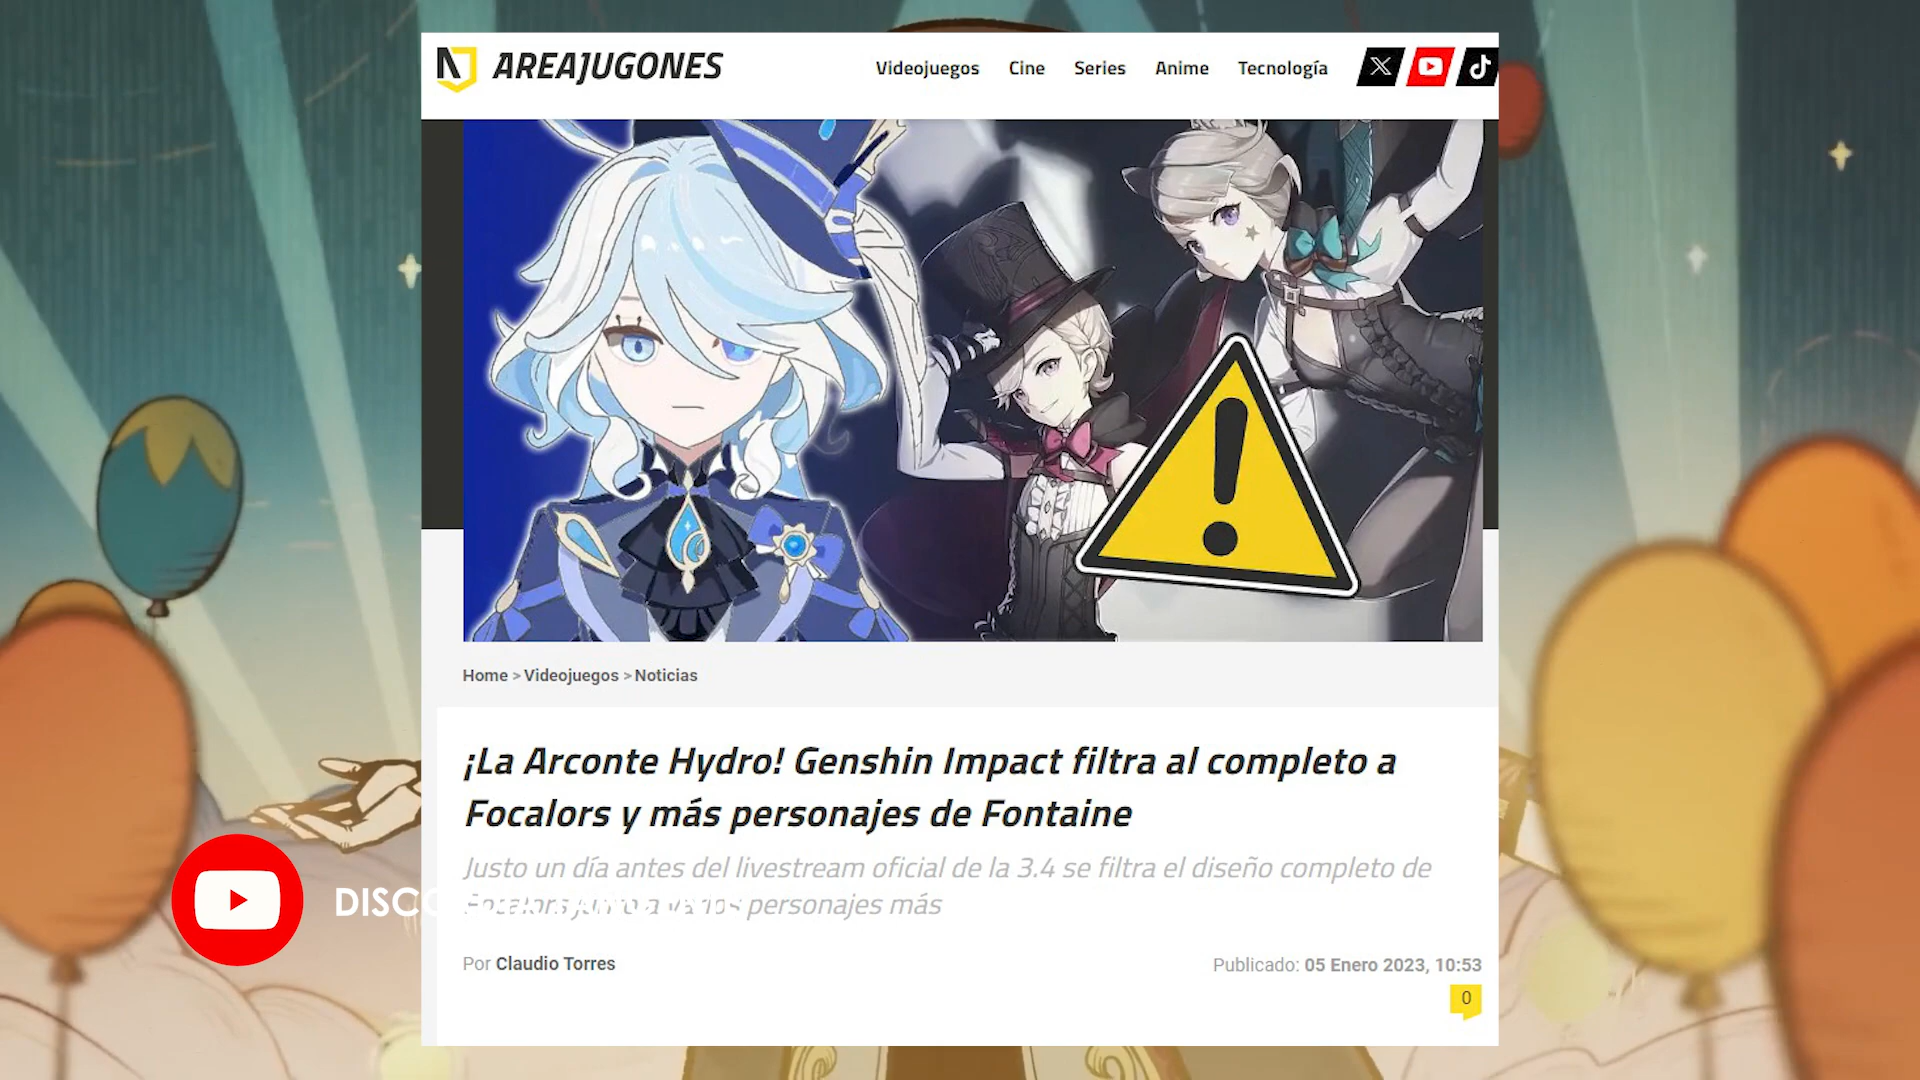 AREAJUGONES
Videojuegos Cine Series Anime Tecnología
Home > Videojuegos > Noticias
¡La Arconte Hydro! Genshin Impact filtra al completo a
Focalors y más personajes de Fontaine
Justo un día antes del livestream oficial de la 3.4 se filtra el diseño completo de
personajes más
Por Claudio Torres
Publicado: 05 Enero 2023, 10:53
0